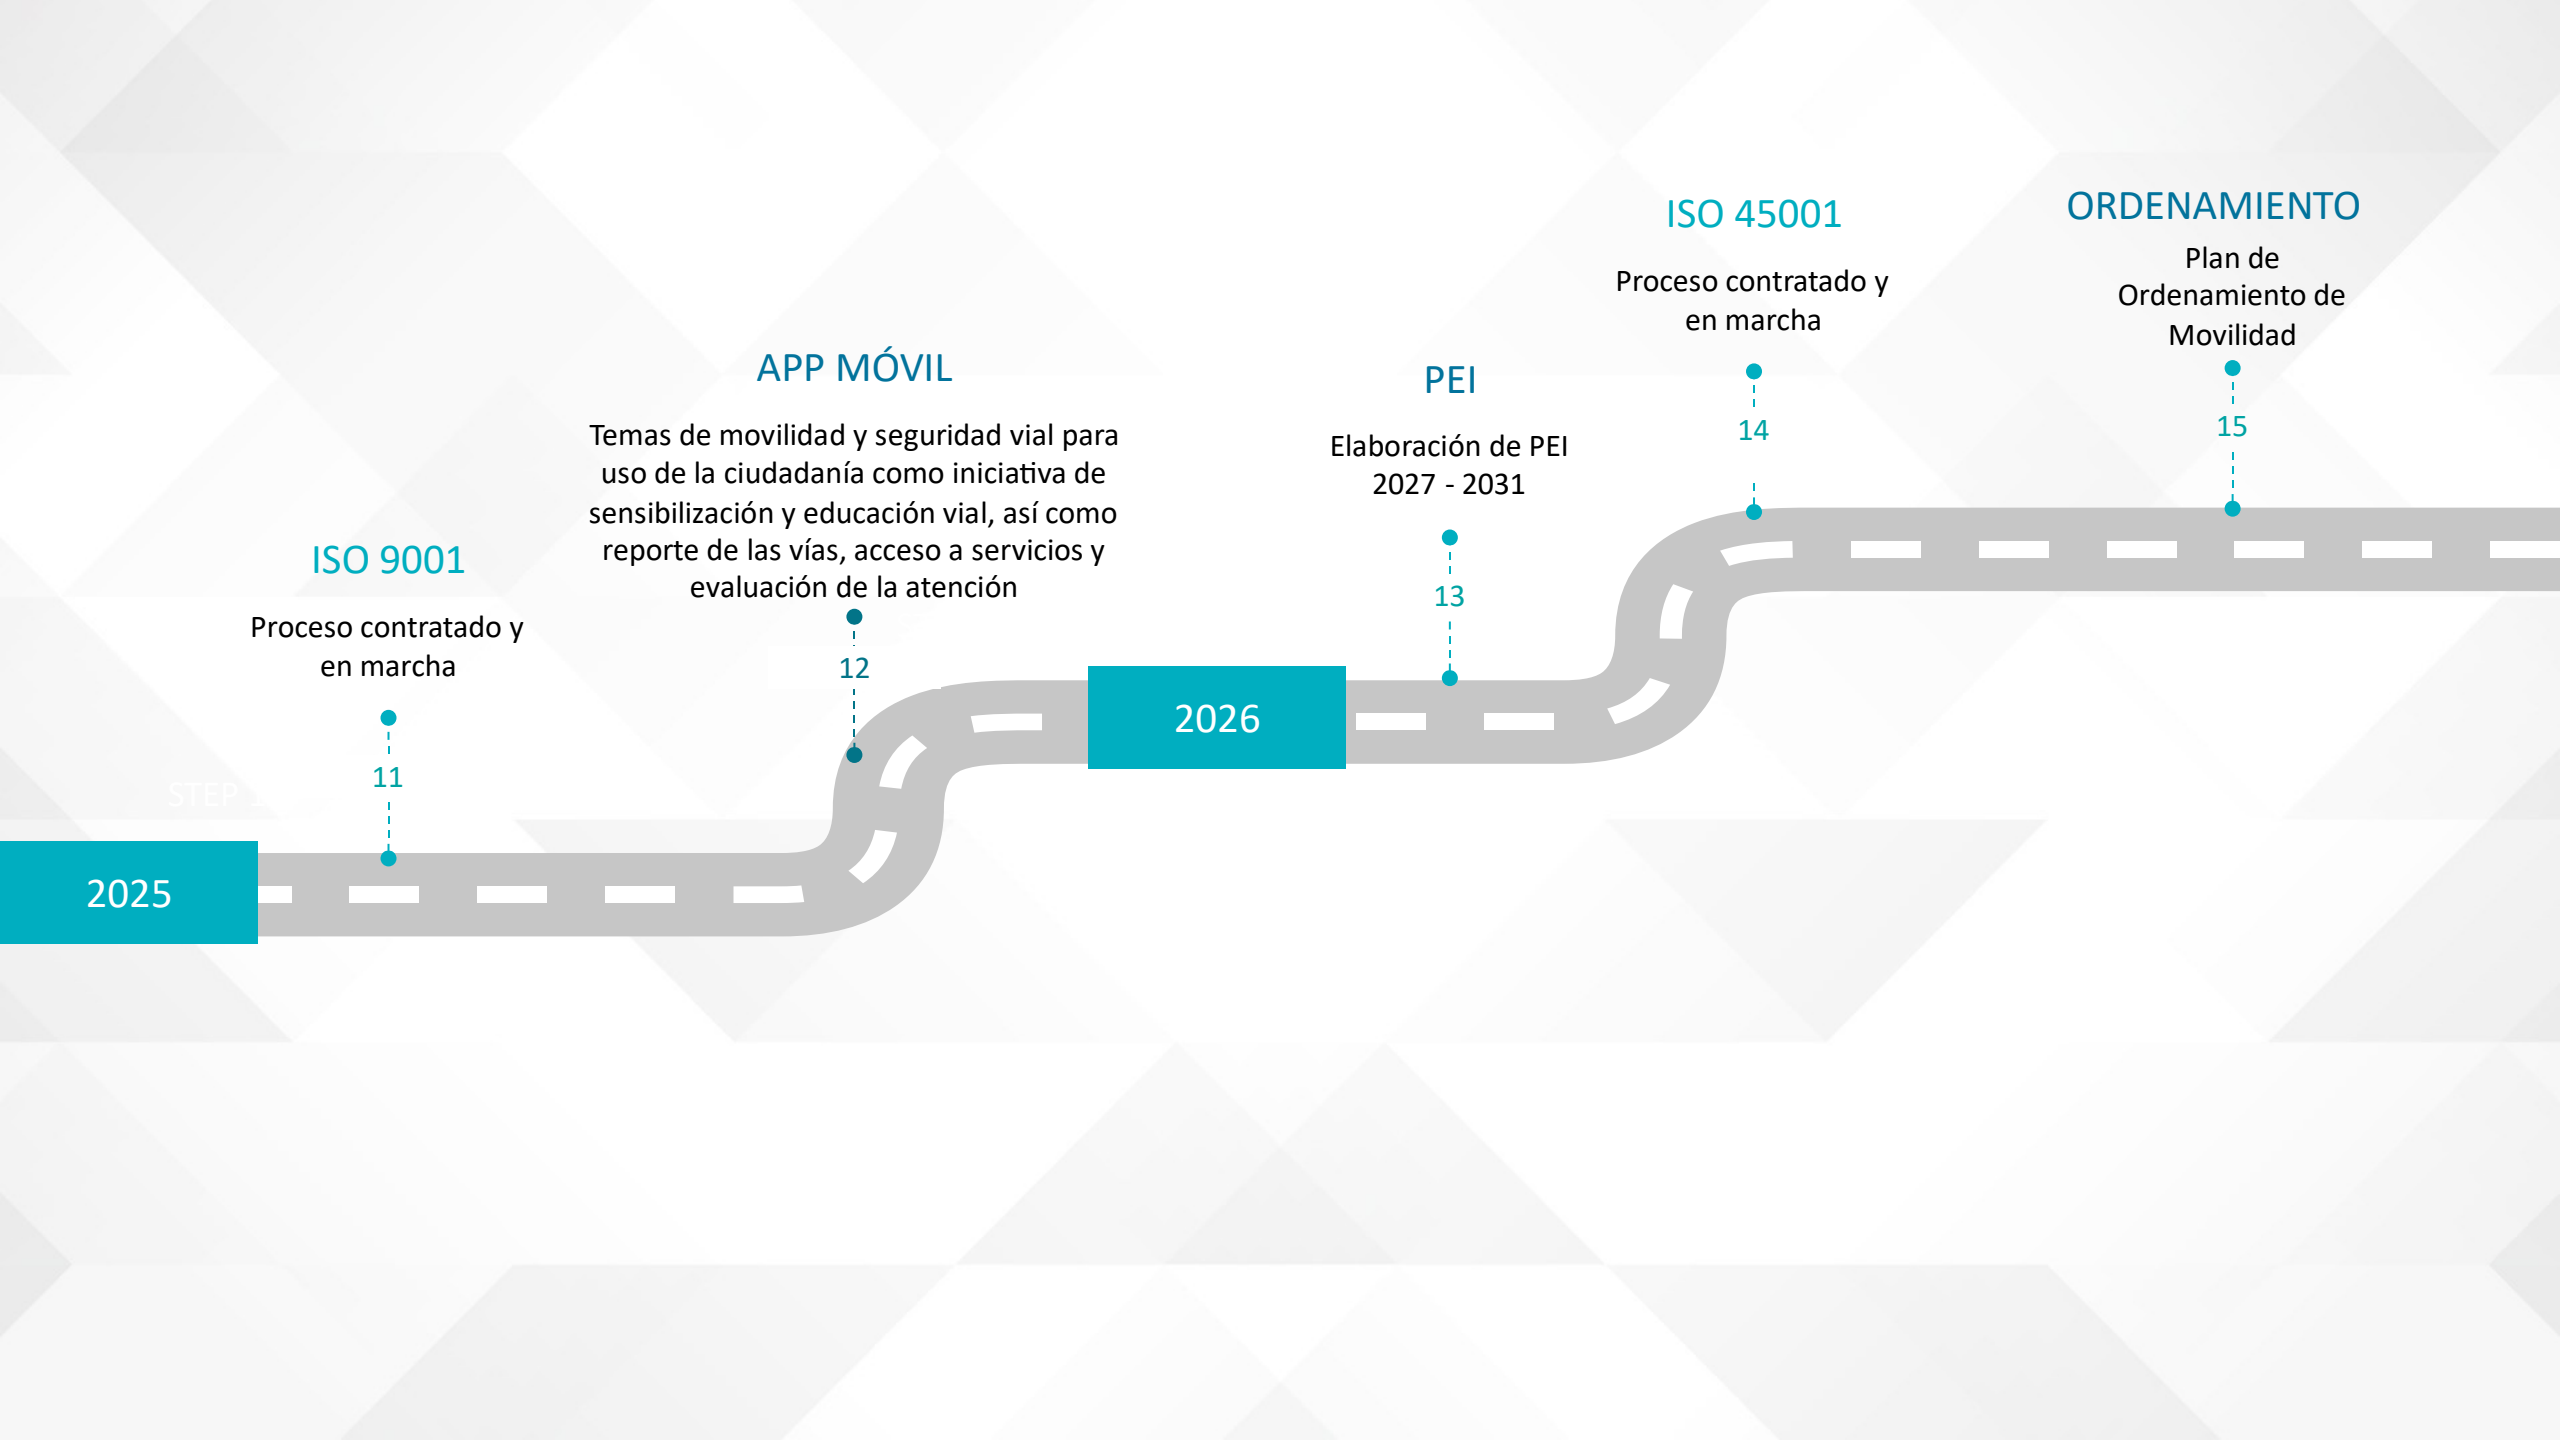 ISO 45001
Proceso contratado y
en marcha
14
ORDENAMIENTO
Plan de
Ordenamiento de
Movilidad
15
APP MÓVIL
Temas de movilidad y seguridad vial para
uso de la ciudadanía como iniciativa de
sensibilización y educación vial, así como
reporte de las vías, acceso a servicios y
evaluación de la atención
12
PEI
Elaboración de PEI
2027 - 2031
13
ISO 9001
Proceso contratado y
en marcha
11
2026
STEP
2025